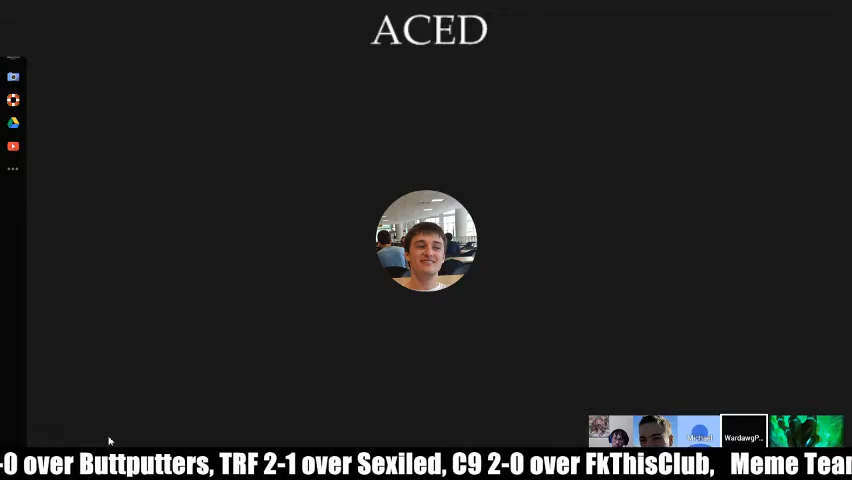 ACED
Michael
WardawgP...
-0 over Buttputters, TRF 2-1 over Sexiled, C9 2-0 over FkThisClub, Meme Tear